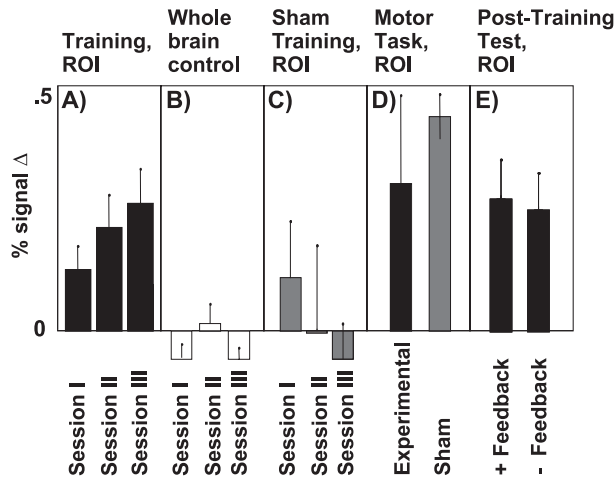 Training,
ROI
Whole
brain
control
Sham
Training,
ROI
Motor
Task,
ROI
Post-Training
Test,
ROI
.5
A)
B)
C)
D)
E)
% signal Δ
0
Session I
Session II
Session III
Session I
Session II
Session III
Session I
Session II
Session III
Experimental
Sham
+ Feedback
- Feedback